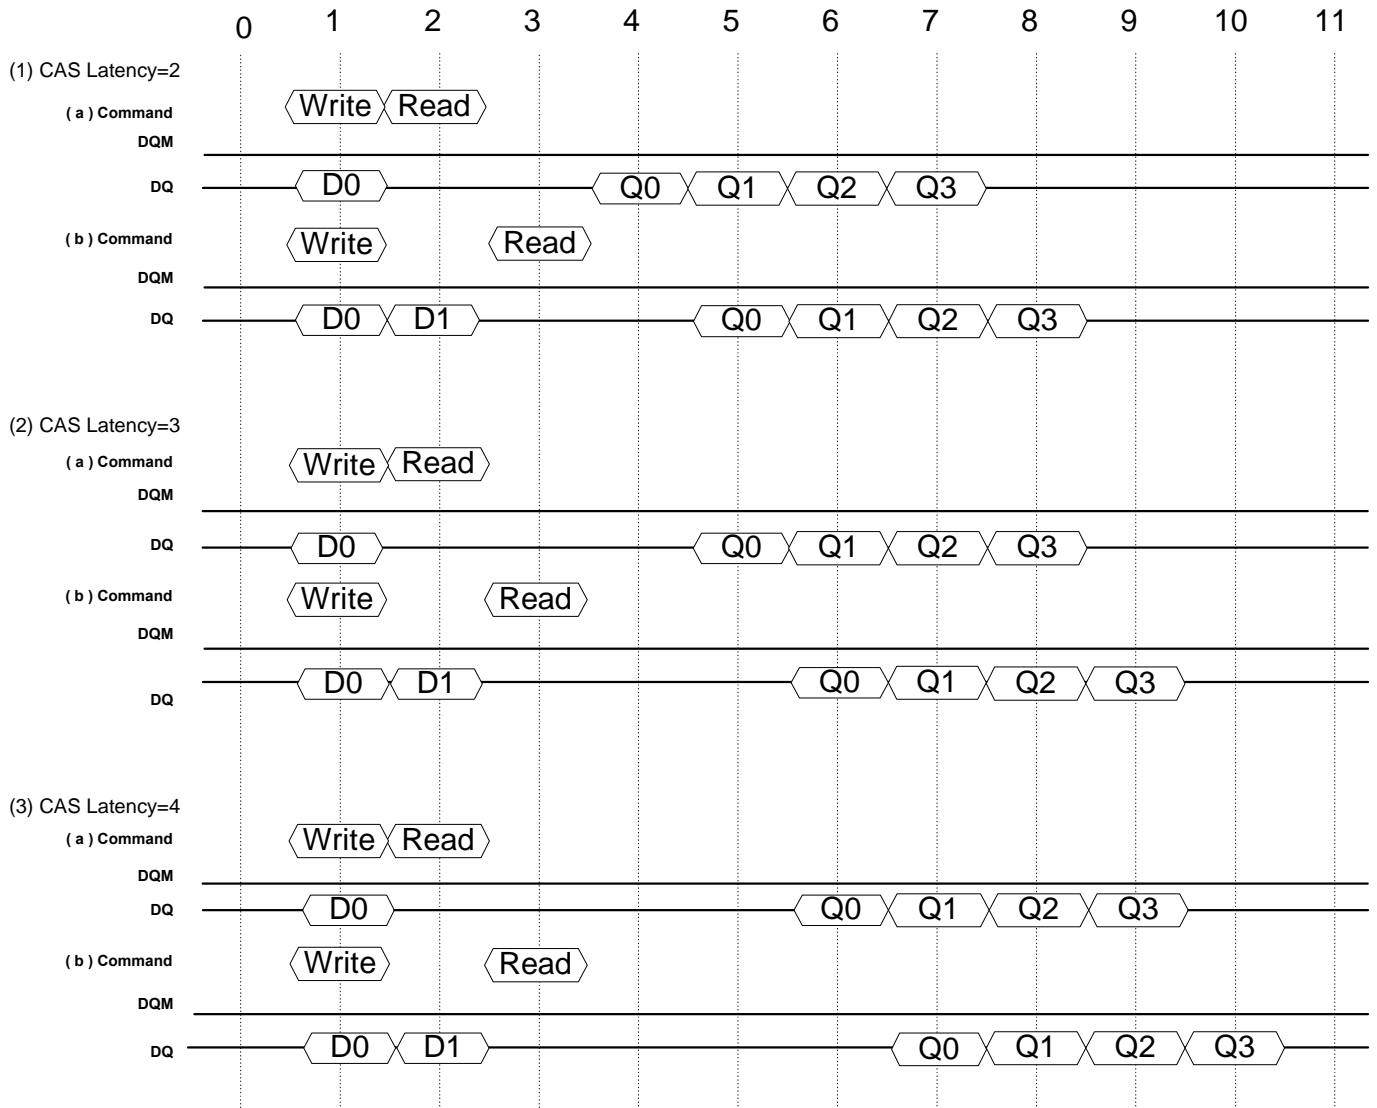 0 1 2 3 4 5 6 7 8 9 10 11
(1) CAS Latency=2
( a ) Command Write Read
DQM
DQ D0 Q0 Q1 Q2 Q3
( b ) Command Write Read
DQM
DQ D0 D1 Q0 Q1 Q2 Q3
(2) CAS Latency=3
( a ) Command Write Read
DQM
DQ D0 Q0 Q1 Q2 Q3
( b ) Command Write Read
DQM
DQ D0 D1 Q0 Q1 Q2 Q3
(3) CAS Latency=4
( a ) Command Write Read
DQM
DQ D0 Q0 Q1 Q2 Q3
( b ) Command Write Read
DQM
DQ D0 D1 Q0 Q1 Q2 Q3